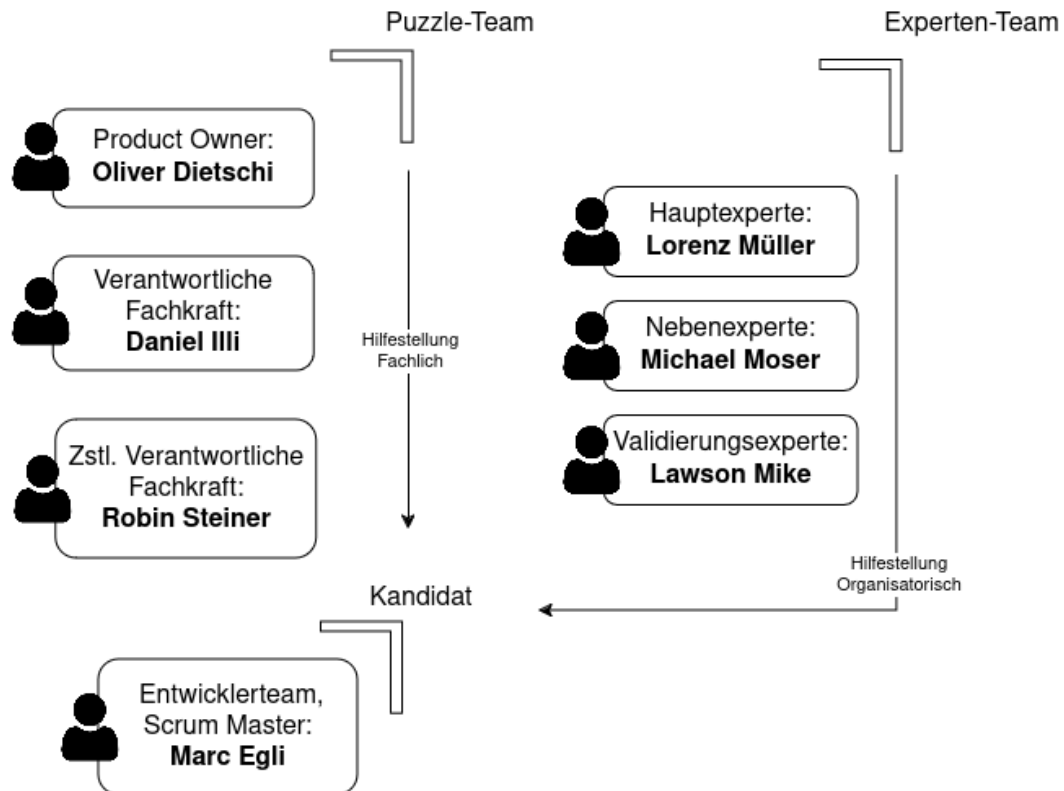 Puzzle-Team
Experten-Team
Product Owner:
Oliver Dietschi
Verantwortliche
Fachkraft:
Daniel Illi
Zstl. Verantwortliche
Fachkraft:
Robin Steiner
Hilfestellung
Fachlich
Hauptexperte:
Lorenz Müller
Nebenexperte:
Michael Moser
Validierungsexperte:
Lawson Mike
Hilfestellung
Organisatorisch
Kandidat
Entwicklerteam,
Scrum Master:
Marc Egli